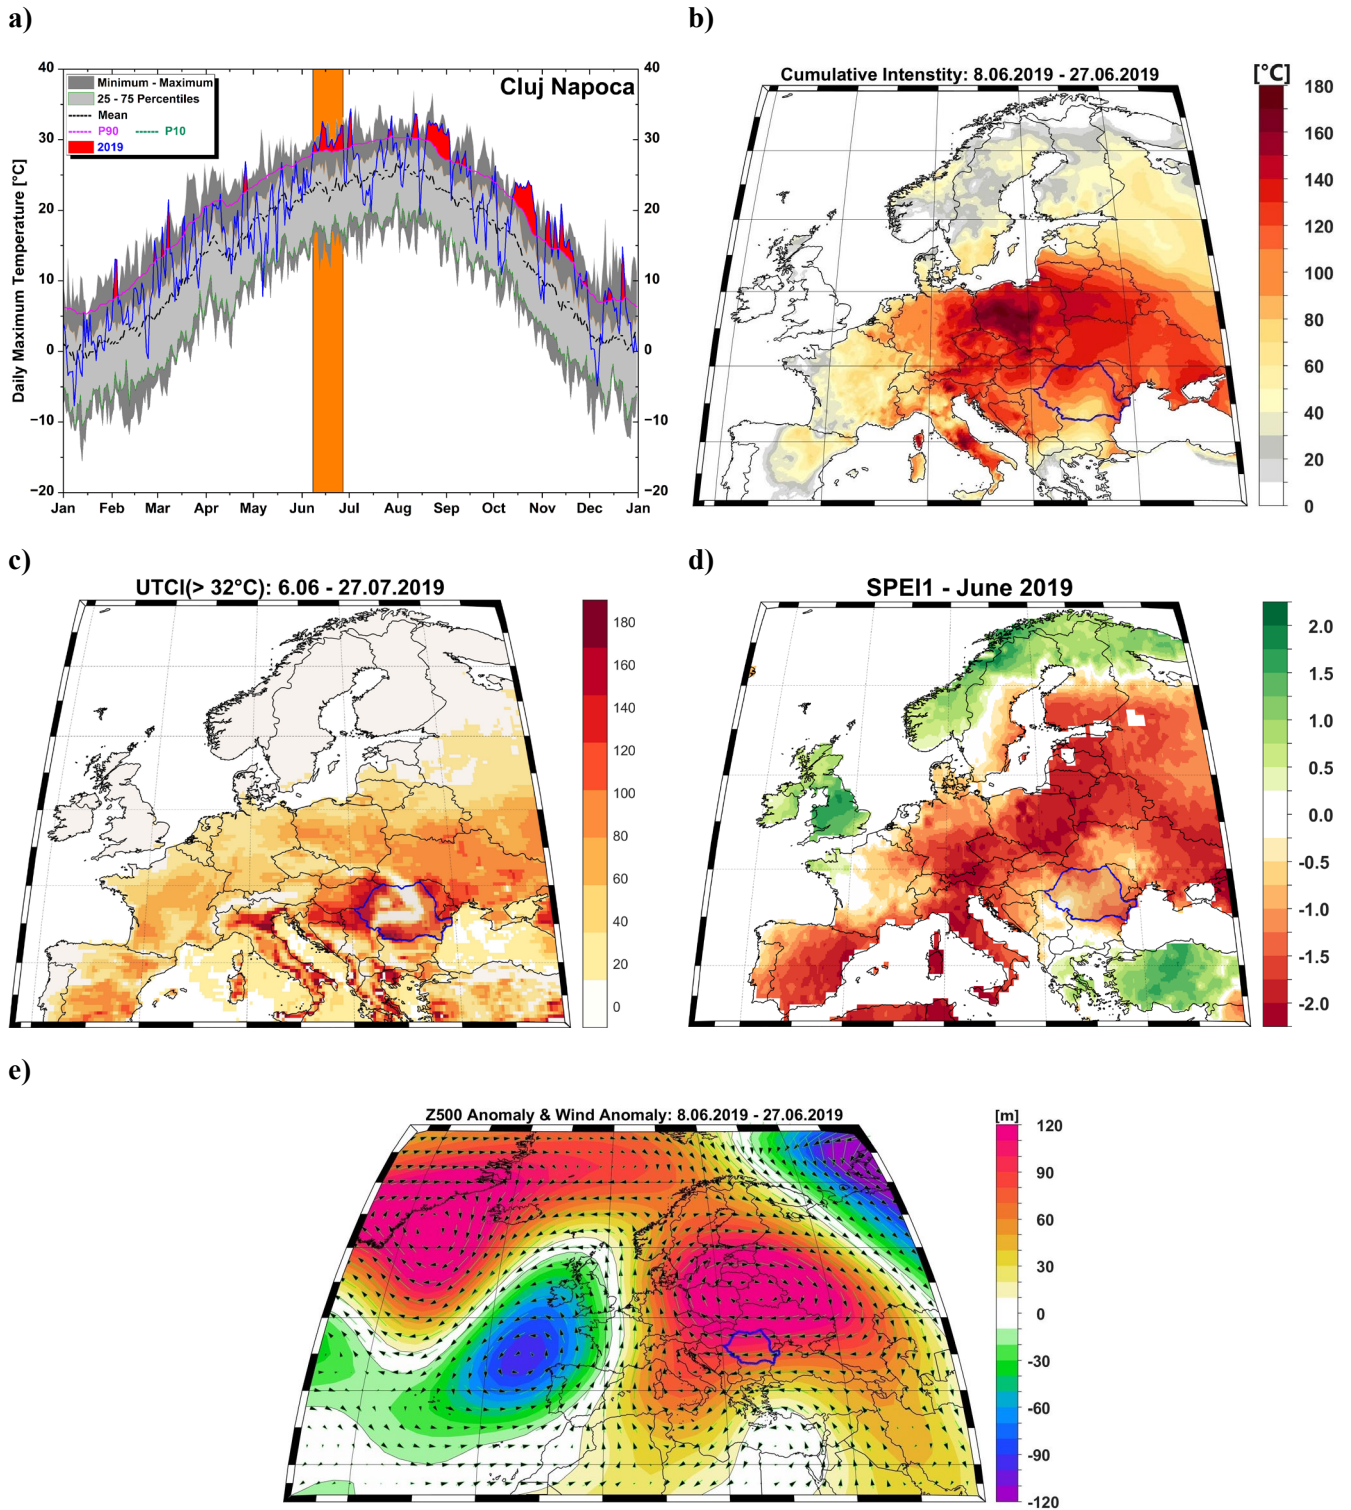 a)
Cluj Napoca
Minimum - Maximum
25 - 75 Percentiles
Mean
P90 P10
2019
Daily Maximum Temperature [°C]
40
30
20
10
0
−10
−20
40
30
20
10
0
−10
−20
Jan Feb Mar Apr May Jun Jul Aug Sep Oct Nov Dec Jan
b)
Cumulative Intenstity: 8.06.2019 - 27.06.2019
[°C]
180
160
140
120
100
80
60
40
20
0
c)
UTCI(> 32°C): 6.06 - 27.07.2019
180
160
140
120
100
80
60
40
20
0
d)
SPEI1 - June 2019
2.0
1.5
1.0
0.5
0.0
-0.5
-1.0
-1.5
-2.0
e)
Z500 Anomaly & Wind Anomaly: 8.06.2019 - 27.06.2019
[m]
120
90
60
30
0
-30
-60
-90
-120